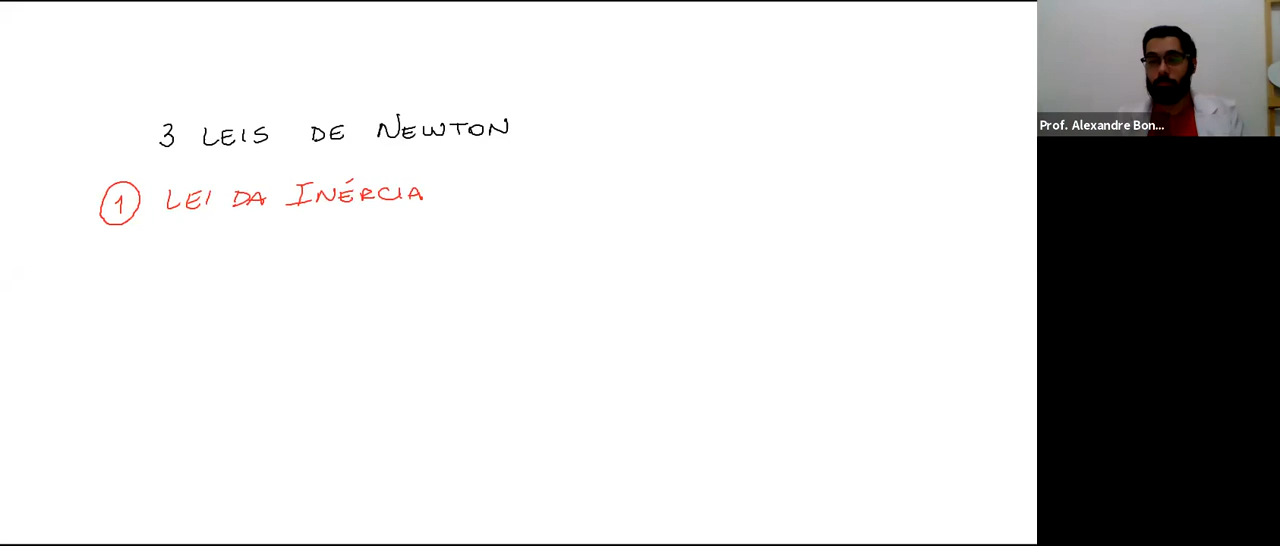 3 LEIS DE NEWTON
1 LEI DA INÉRCIA
Prof. Alexandre Bon...